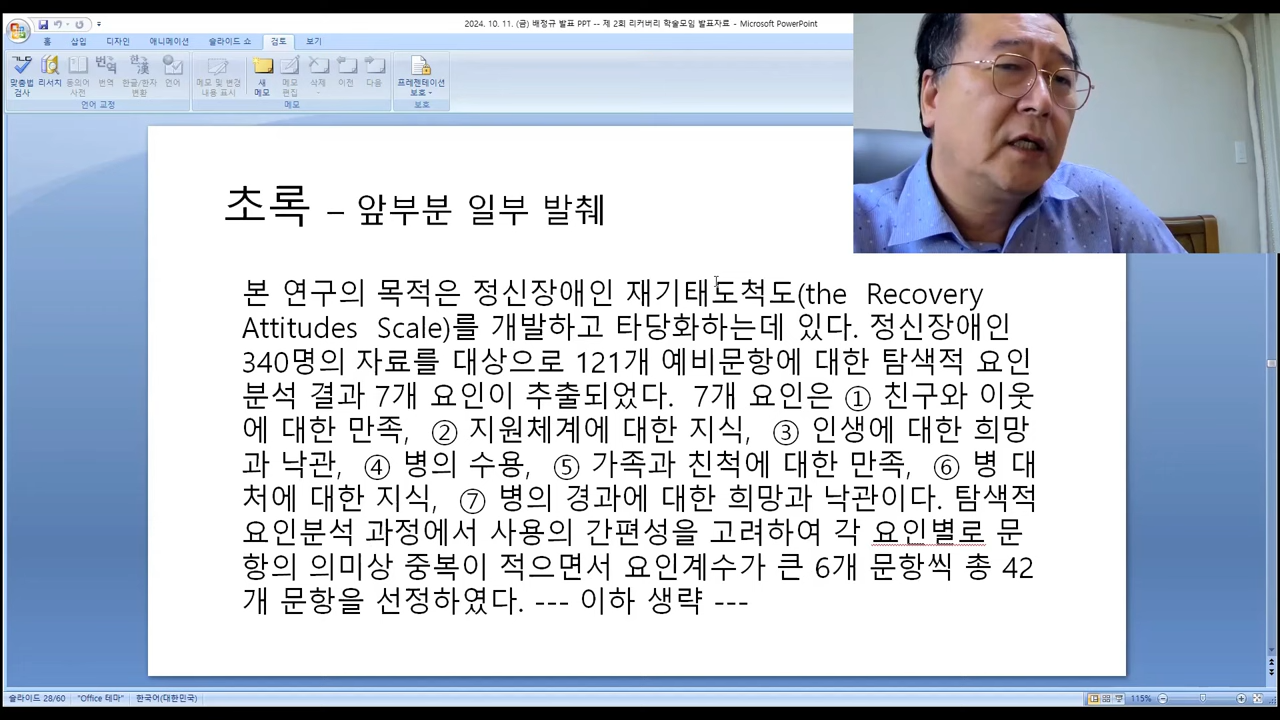 2024. 10. 11. (금) 배정규 발표 PPT -- 제 2회 리커버리 학술모임 발표자료 - Microsoft PowerPoint
홈 삽입 디자인 애니메이션 슬라이드 쇼 검토 보기
맞춤법 검사 리서치 동의어 사전 번역 한글/한자 변환 언어 메모 및 변경 내용 표시 새 메모 메모 편집 삭제 이전 다음 프레젠테이션 보호
언어 교정 메모 보호
초록 – 앞부분 일부 발췌
본 연구의 목적은 정신장애인 재기태도척도(the Recovery
Attitudes Scale)를 개발하고 타당화하는데 있다. 정신장애인
340명의 자료를 대상으로 121개 예비문항에 대한 탐색적 요인
분석 결과 7개 요인이 추출되었다. 7개 요인은 ① 친구와 이웃
에 대한 만족, ② 지원체계에 대한 지식, ③ 인생에 대한 희망
과 낙관, ④ 병의 수용, ⑤ 가족과 친척에 대한 만족, ⑥ 병 대
처에 대한 지식, ⑦ 병의 경과에 대한 희망과 낙관이다. 탐색적
요인분석 과정에서 사용의 간편성을 고려하여 각 요인별로 문
항의 의미상 중복이 적으면서 요인계수가 큰 6개 문항씩 총 42
개 문항을 선정하였다. --- 이하 생략 ---
슬라이드 28/60 "Office 테마" 한국어(대한민국) 115%